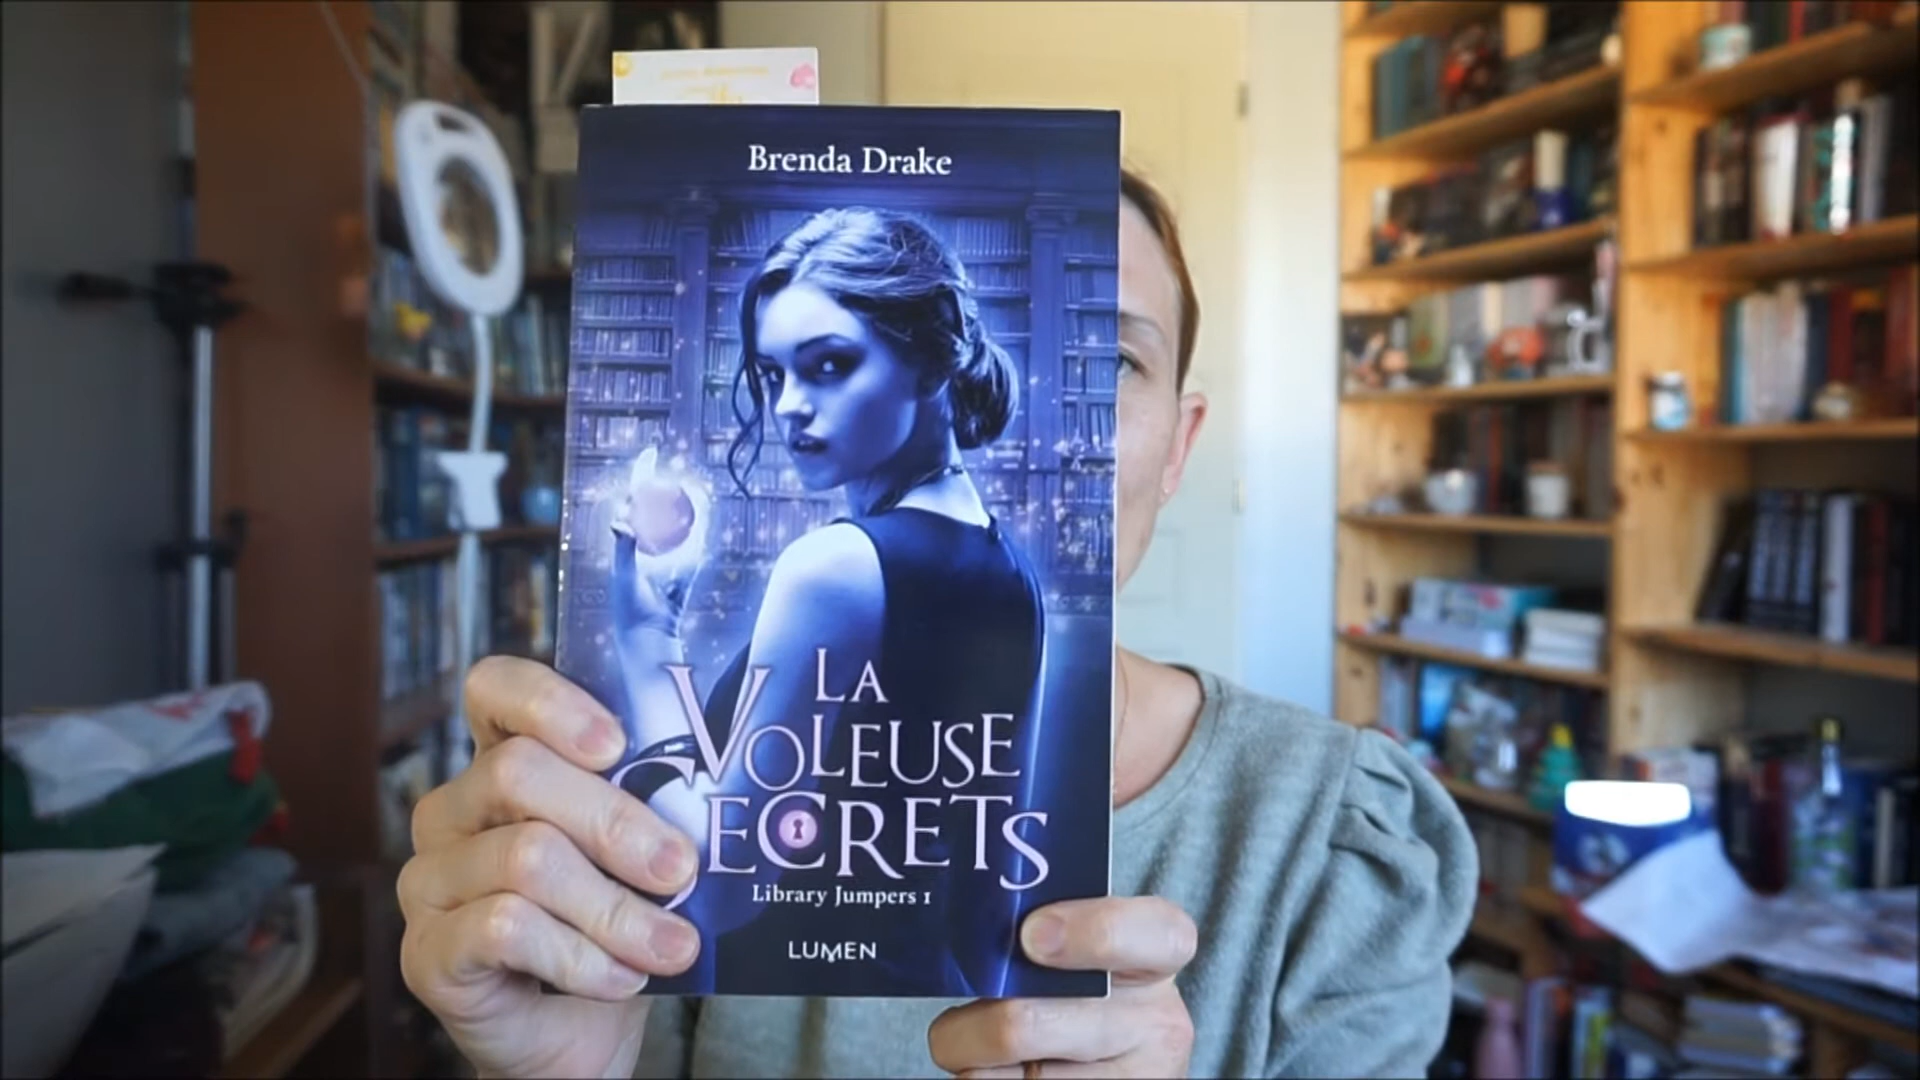 Brenda Drake
LA
VOLEUSE
SECRETS
Library Jumpers 1
LUMEN